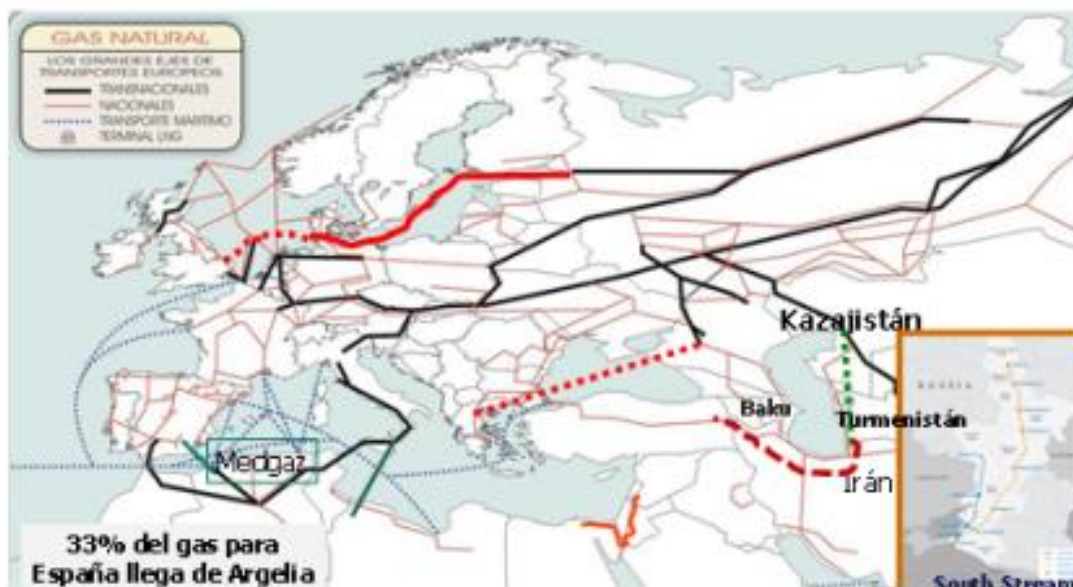 GAS NATURAL
LOS GRANDES EJES DE
TRANSPORTES EUROPEOS
TRANSNACIONALES
NACIONALES
TRANSPORTE MARÍTIMO
TERMINAL LNG
Kazajistán
Baku
Turmenistán
Irán
Medgaz
33% del gas para
España llega de Argelia
South Stream